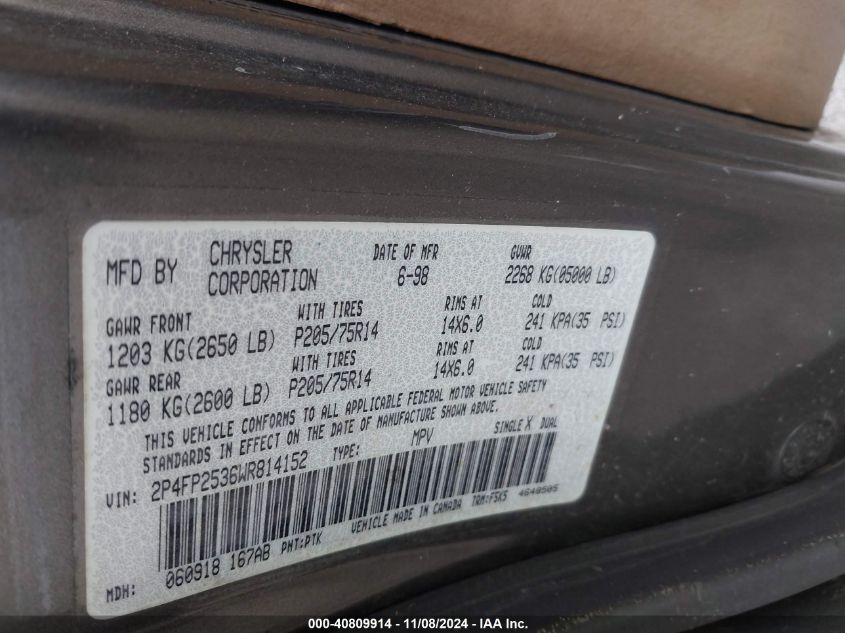 MFD BY CHRYSLER CORPORATION DATE OF MFR 6-98 GVWR 2268 KG(05000 LB)
GAWR FRONT WITH TIRES RIMS AT COLD
1203 KG(2650 LB) P205/75R14 14X6.0 241 KPA(35 PSI)
GAWR REAR WITH TIRES RIMS AT COLD
1180 KG(2600 LB) P205/75R14 14X6.0 241 KPA(35 PSI)
THIS VEHICLE CONFORMS TO ALL APPLICABLE FEDERAL MOTOR VEHICLE SAFETY
STANDARDS IN EFFECT ON THE DATE OF MANUFACTURE SHOWN ABOVE.
VIN: 2P4FP2536WR814152 TYPE: MPV SINGLE X DUAL
MDH: 060918 167AB PNT:PTK VEHICLE MADE IN CANADA TRM:FSK5 4648505
000-40809914 - 11/08/2024 - IAA Inc.